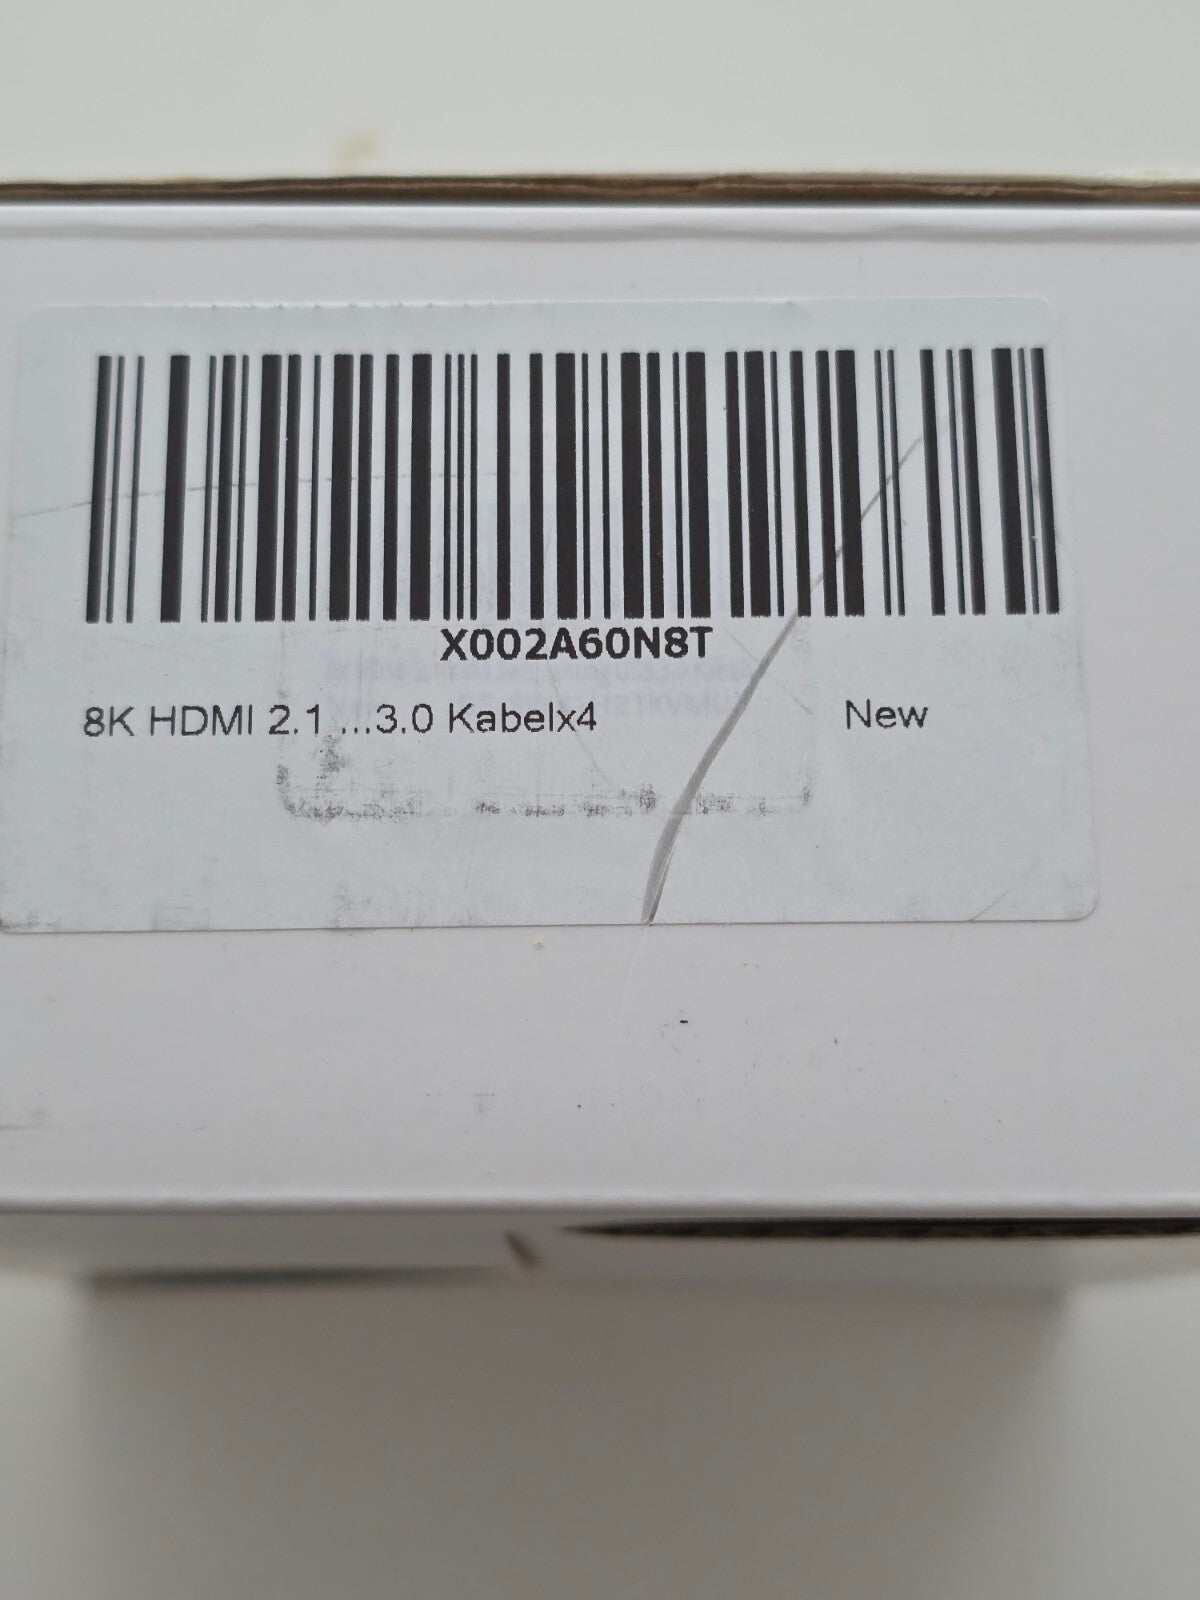 X002A60N8T
8K HDMI 2.1 ...3.0 Kabelx4
New